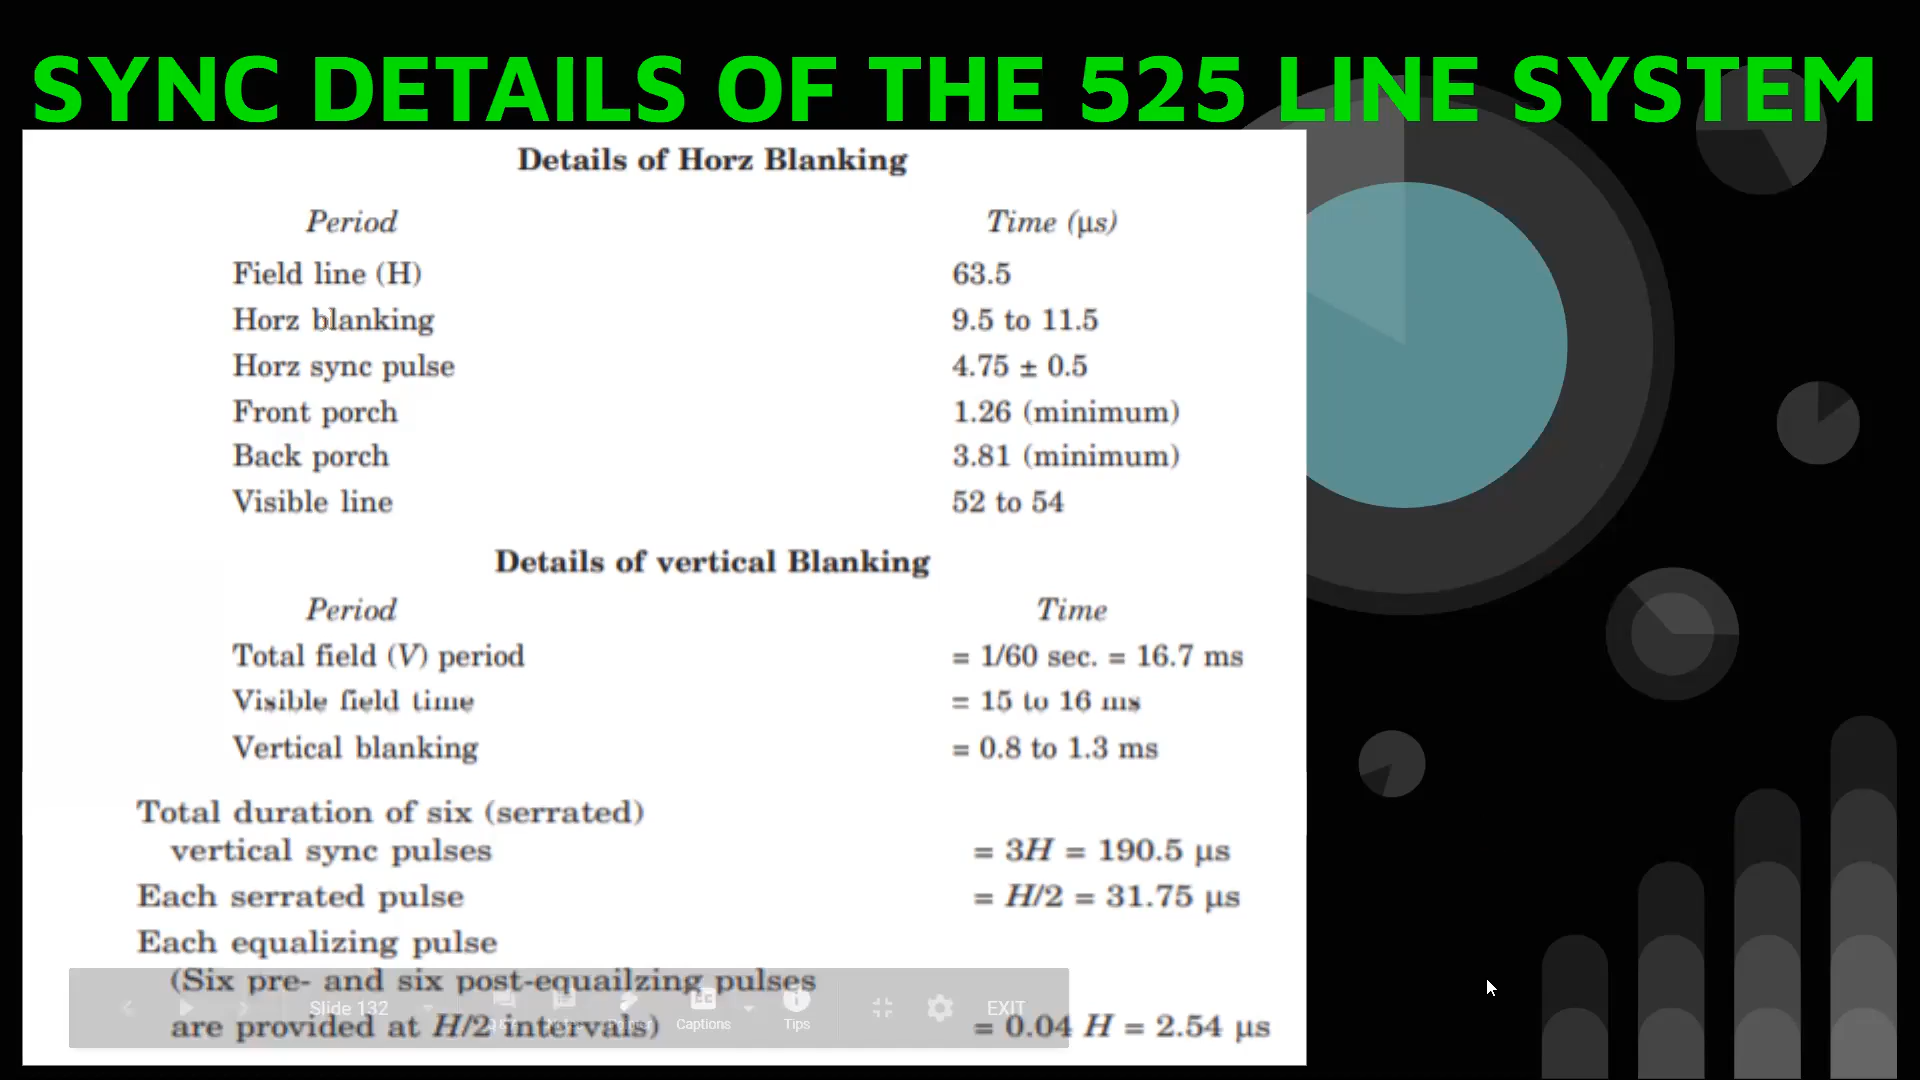 SYNC DETAILS OF THE 525 LINE SYSTEM
Details of Horz Blanking
Period Time (µs)
Field line (H) 63.5
Horz blanking 9.5 to 11.5
Horz sync pulse 4.75 ± 0.5
Front porch 1.26 (minimum)
Back porch 3.81 (minimum)
Visible line 52 to 54
Details of vertical Blanking
Period Time
Total field (V) period = 1/60 sec. = 16.7 ms
Visible field time = 15 to 16 ms
Vertical blanking = 0.8 to 1.3 ms
Total duration of six (serrated)
vertical sync pulses = 3H = 190.5 µs
Each serrated pulse = H/2 = 31.75 µs
Each equalizing pulse
(Six pre- and six post-equailzing pulses
are provided at H/2 intervals) = 0.04 H = 2.54 µs
Slide 132 Captions Tips EXIT